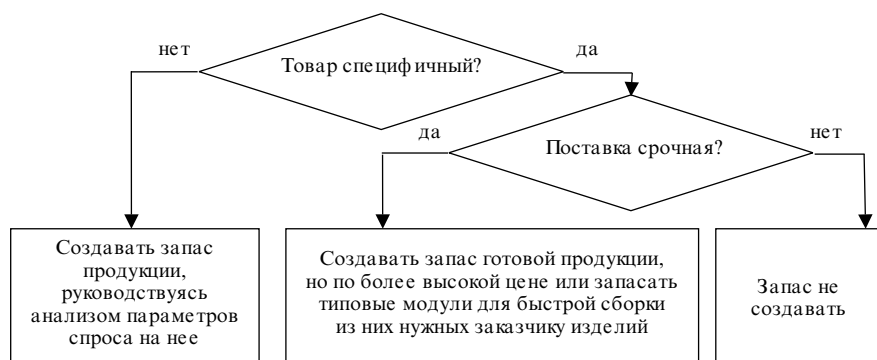 нет
да
Товар специфичный?
да
нет
Поставка срочная?
Создавать запас
продукции,
руководствуясь
анализом параметров
спроса на нее
Создавать запас готовой продукции,
но по более высокой цене или запасать
типовые модули для быстрой сборки
из них нужных заказчику изделий
Запас не
создавать